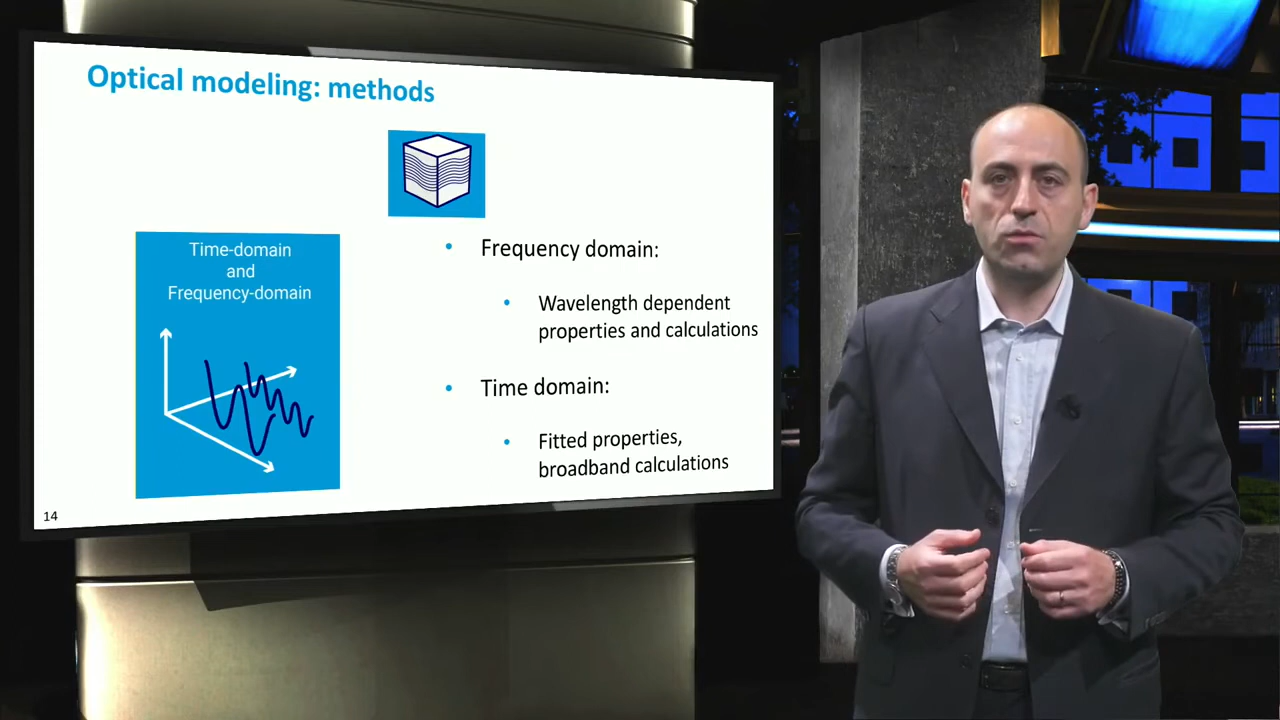 Optical modeling: methods
Time-domain
and
Frequency-domain
• Frequency domain:
• Wavelength dependent
properties and calculations
• Time domain:
• Fitted properties,
broadband calculations
14